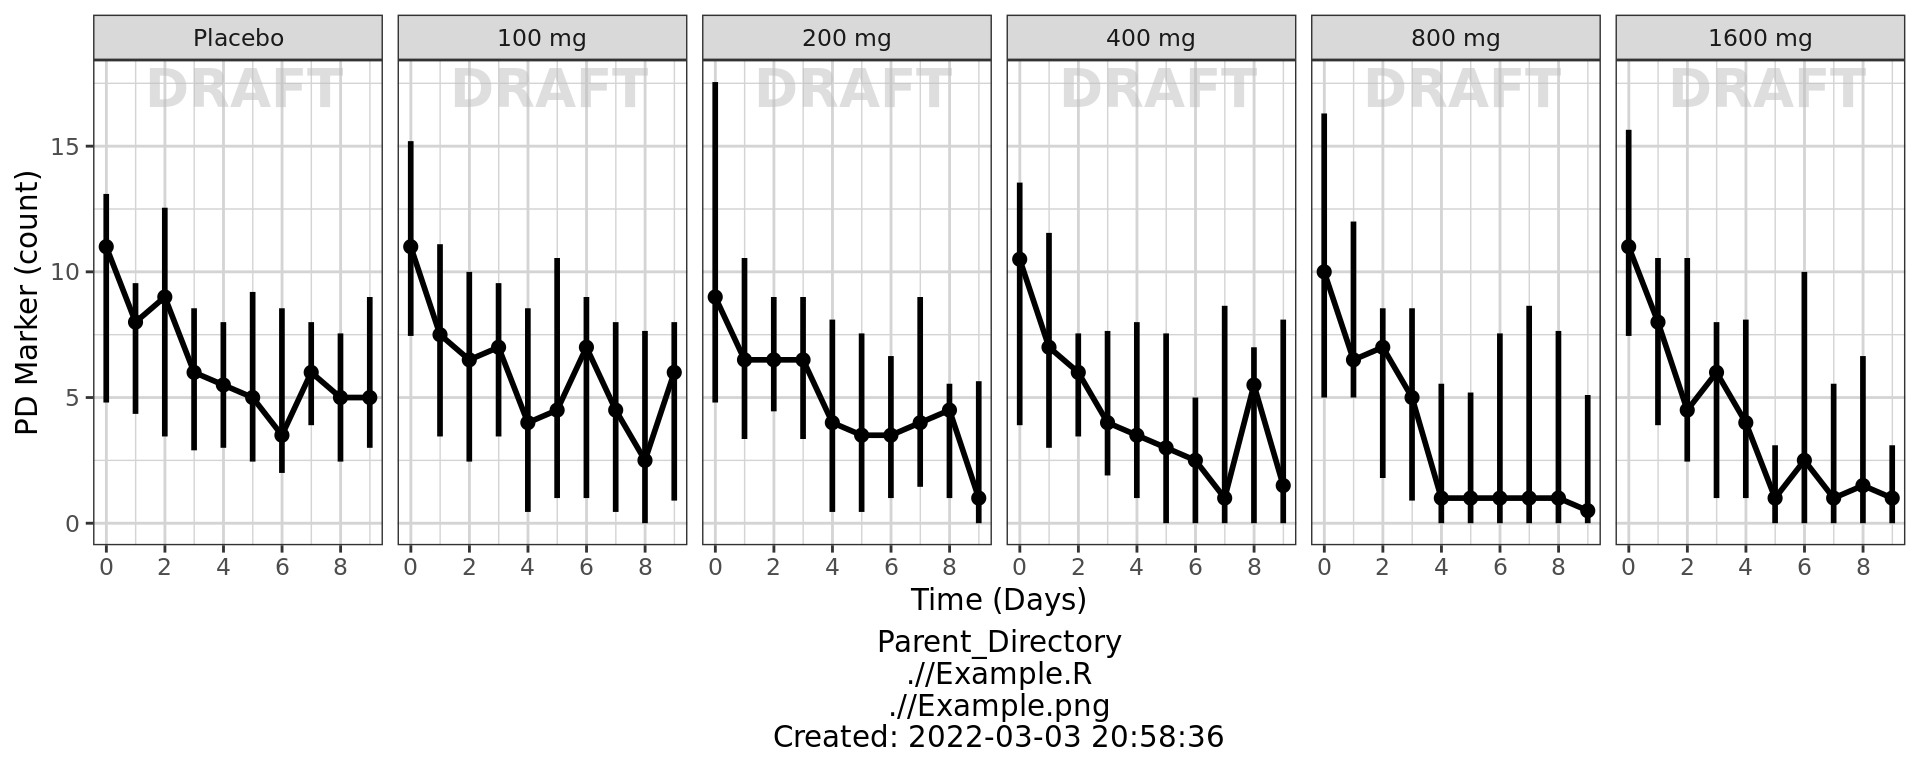 Placebo 100 mg 200 mg 400 mg 800 mg 1600 mg
DRAFT DRAFT DRAFT DRAFT DRAFT DRAFT
PD Marker (count)
15
10
5
0
0 2 4 6 8 0 2 4 6 8 0 2 4 6 8 0 2 4 6 8 0 2 4 6 8 0 2 4 6 8
Time (Days)
Parent_Directory
.//Example.R
.//Example.png
Created: 2022-03-03 20:58:36